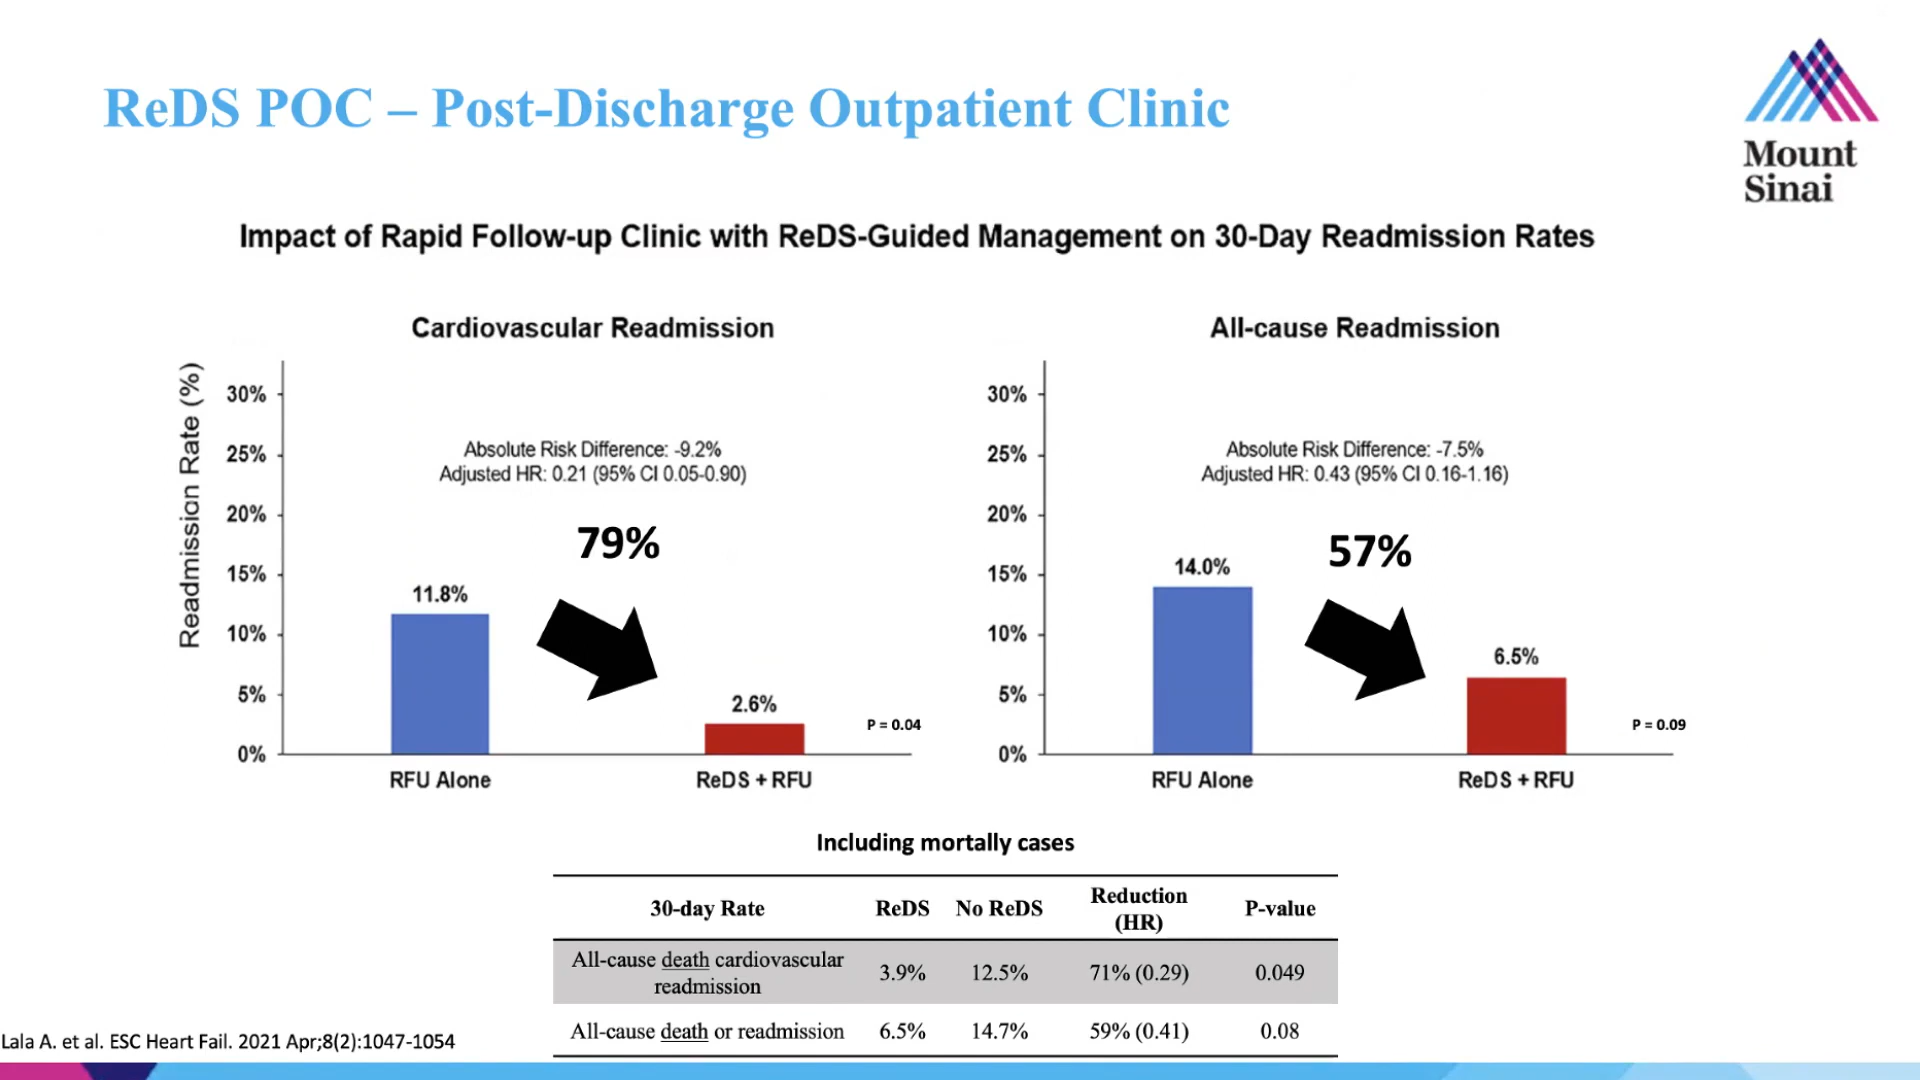 ReDS POC – Post-Discharge Outpatient Clinic
Mount
Sinai
Impact of Rapid Follow-up Clinic with ReDS-Guided Management on 30-Day Readmission Rates
Cardiovascular Readmission
Readmission Rate (%)
30%
25%
20%
15%
10%
5%
0%
Absolute Risk Difference: -9.2%
Adjusted HR: 0.21 (95% CI 0.05-0.90)
79%
11.8%
2.6%
P = 0.04
RFU Alone
ReDS + RFU
All-cause Readmission
30%
25%
20%
15%
10%
5%
0%
Absolute Risk Difference: -7.5%
Adjusted HR: 0.43 (95% CI 0.16-1.16)
57%
14.0%
6.5%
P = 0.09
RFU Alone
ReDS + RFU
Including mortally cases
30-day Rate ReDS No ReDS Reduction (HR) P-value
All-cause death cardiovascular readmission 3.9% 12.5% 71% (0.29) 0.049
All-cause death or readmission 6.5% 14.7% 59% (0.41) 0.08
Lala A. et al. ESC Heart Fail. 2021 Apr;8(2):1047-1054